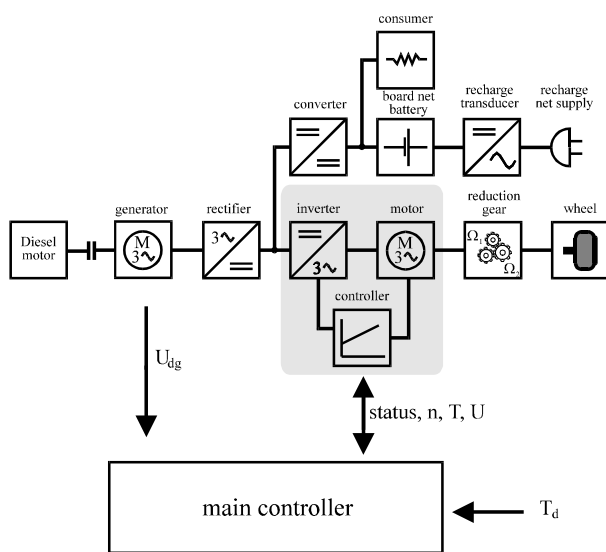 consumer
converter
board net
battery
recharge
transducer
recharge
net supply
generator
rectifier
inverter
motor
reduction
gear
wheel
Diesel
motor
M
3
3
3
M
3
Ω1
Ω2
controller
Udg
status, n, T, U
main controller
Td